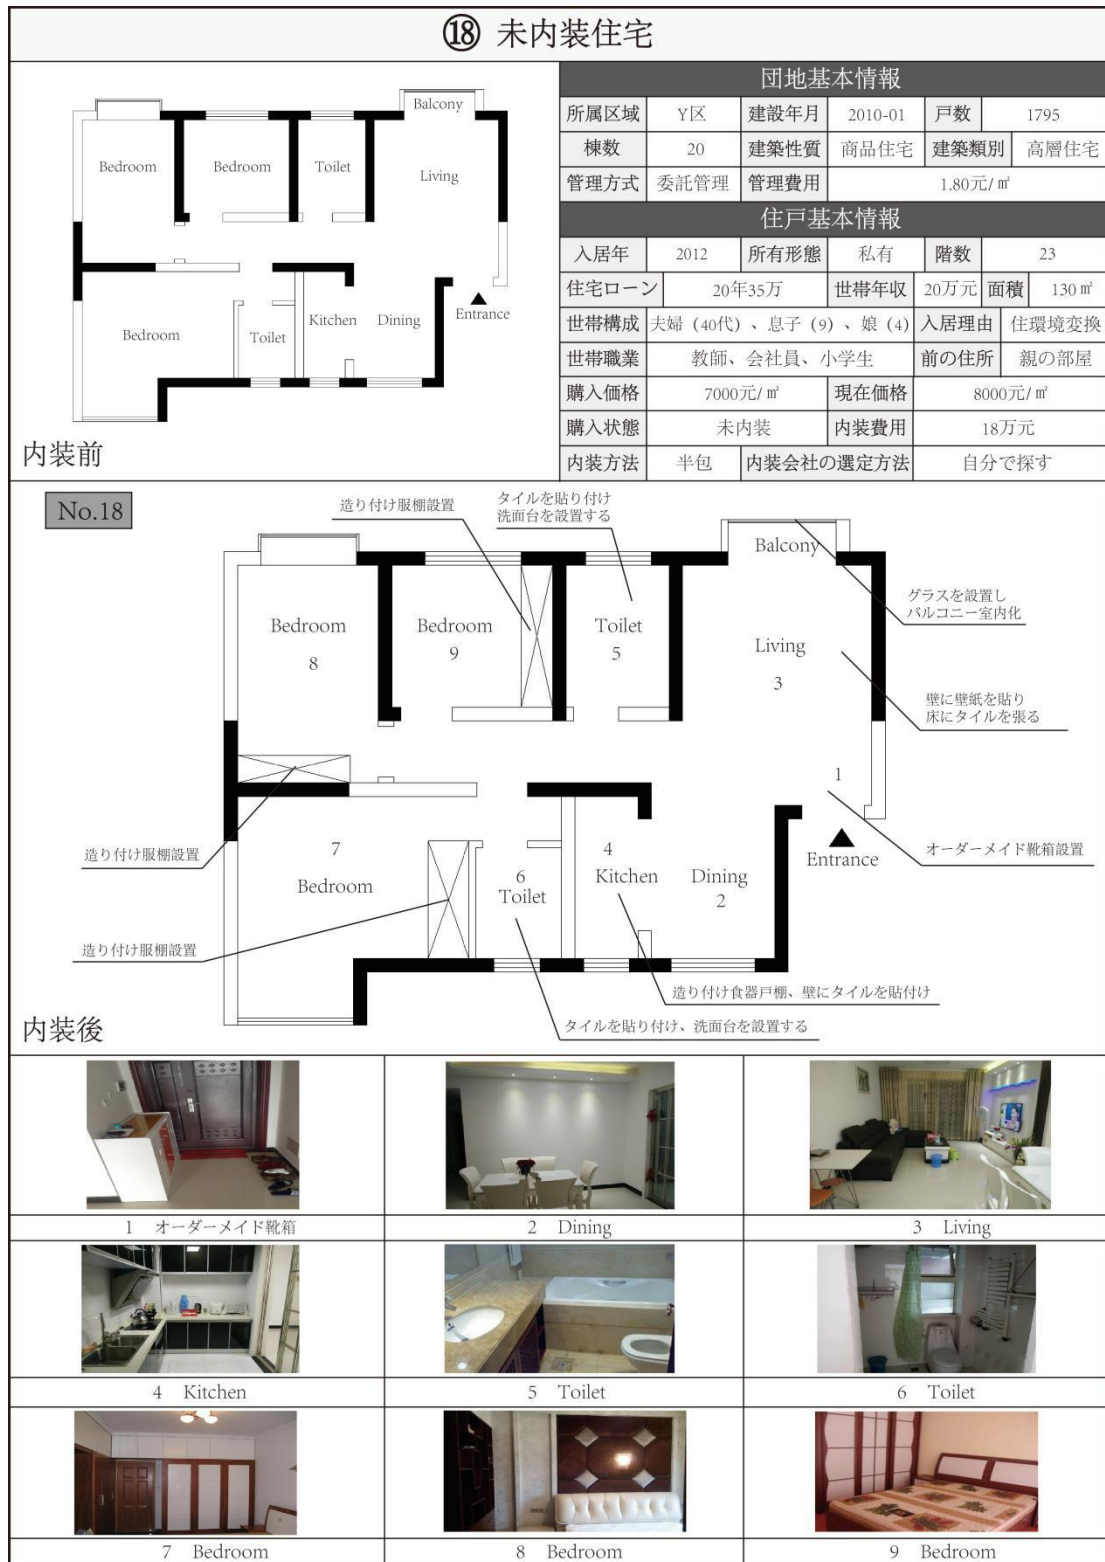 ⑱ 未内装住宅
Balcony
Bedroom
Bedroom
Toilet
Living
Bedroom
Toilet
Kitchen
Dining
Entrance
内装前
団地基本情報
所属区域 Y区 建設年月 2010-01 戸数 1795
棟数 20 建築性質 商品住宅 建築類別 高層住宅
管理方式 委託管理 管理費用 1.80元/㎡
住戸基本情報
入居年 2012 所有形態 私有 階数 23
住宅ローン 20年35万 世帯年収 20万元 面積 130㎡
世帯構成 夫婦（40代）、息子（9）、娘（4） 入居理由 住環境変換
世帯職業 教師、会社員、小学生 前の住所 親の部屋
購入価格 7000元/㎡ 現在価格 8000元/㎡
購入状態 未内装 内装費用 18万元
内装方法 半包 内装会社の選定方法 自分で探す
No.18
造り付け服棚設置
タイルを貼り付け
洗面台を設置する
Balcony
グラスを設置し
バルコニー室内化
Bedroom
8
Bedroom
9
Toilet
5
Living
3
壁に壁紙を貼り
床にタイルを張る
1
造り付け服棚設置
7
Bedroom
6
Toilet
4
Kitchen
Dining
2
Entrance
オーダーメイド靴箱設置
造り付け服棚設置
造り付け食器戸棚、壁にタイルを貼付け
タイルを貼り付け、洗面台を設置する
内装後
1 オーダーメイド靴箱
2 Dining
3 Living
4 Kitchen
5 Toilet
6 Toilet
7 Bedroom
8 Bedroom
9 Bedroom